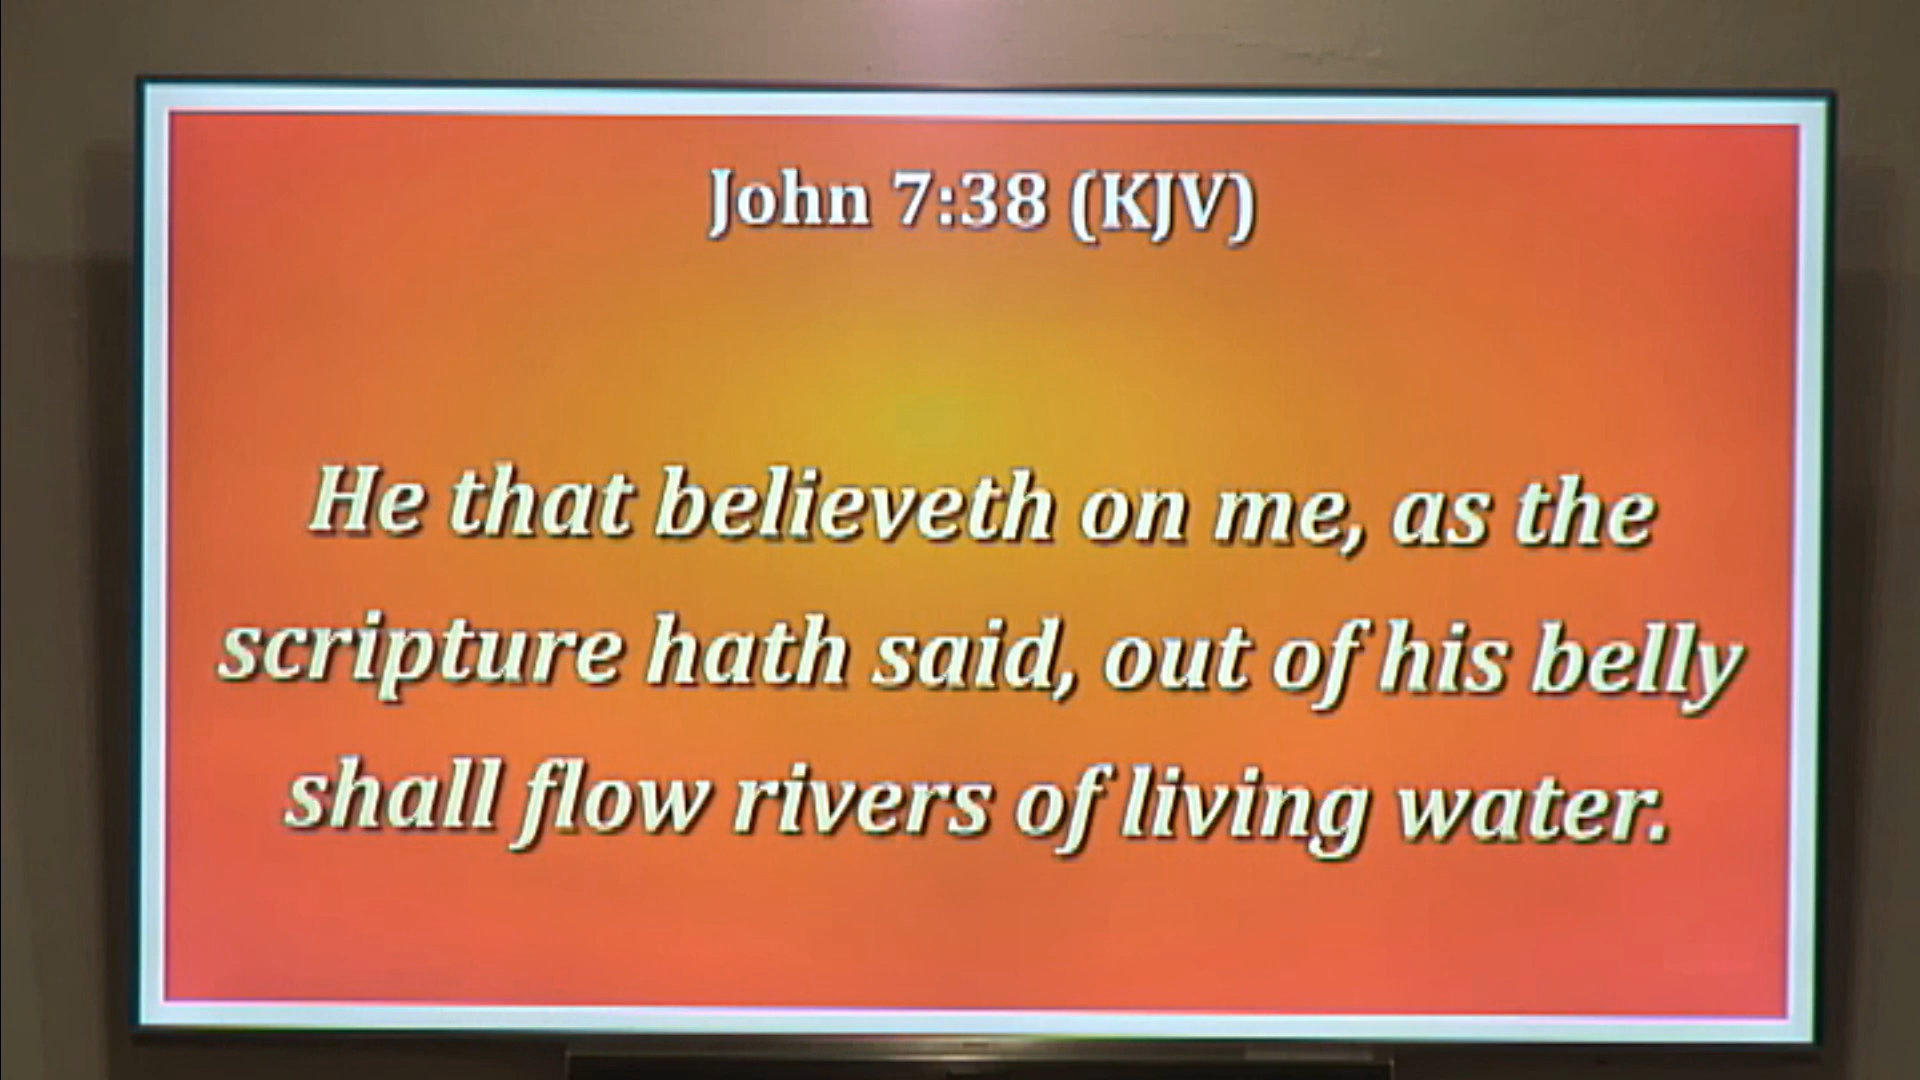 John 7:38 (KJV)
He that believeth on me, as the
scripture hath said, out of his belly
shall flow rivers of living water.